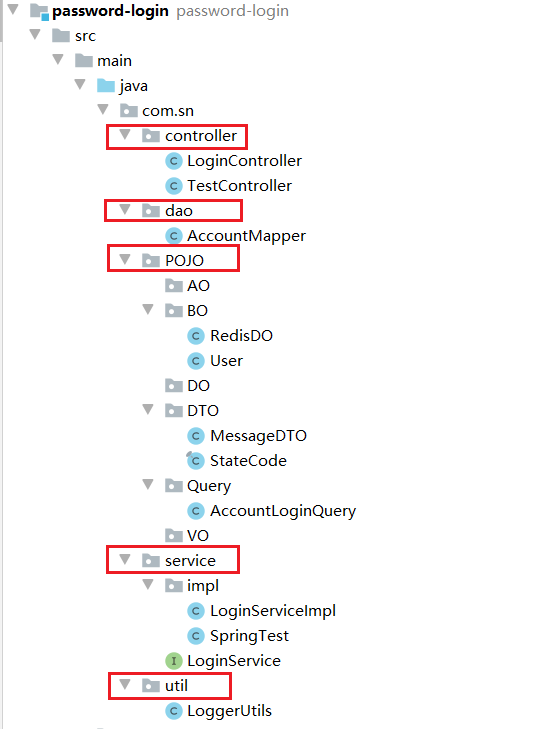 password-login password-login
src
main
java
com.sn
controller
C LoginController
C TestController
dao
C AccountMapper
POJO
AO
BO
C RedisDO
C User
DO
DTO
C MessageDTO
C StateCode
Query
C AccountLoginQuery
VO
service
impl
C LoginServiceImpl
C SpringTest
I LoginService
util
C LoggerUtils